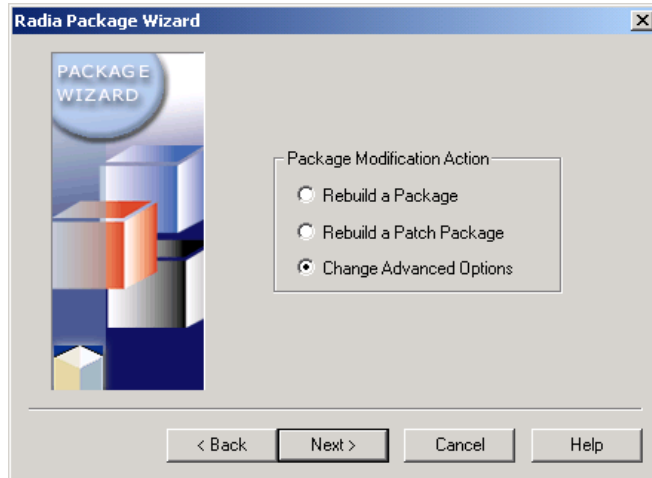 Radia Package Wizard
PACKAGE
WIZARD
Package Modification Action
Rebuild a Package
Rebuild a Patch Package
Change Advanced Options
< Back
Next >
Cancel
Help